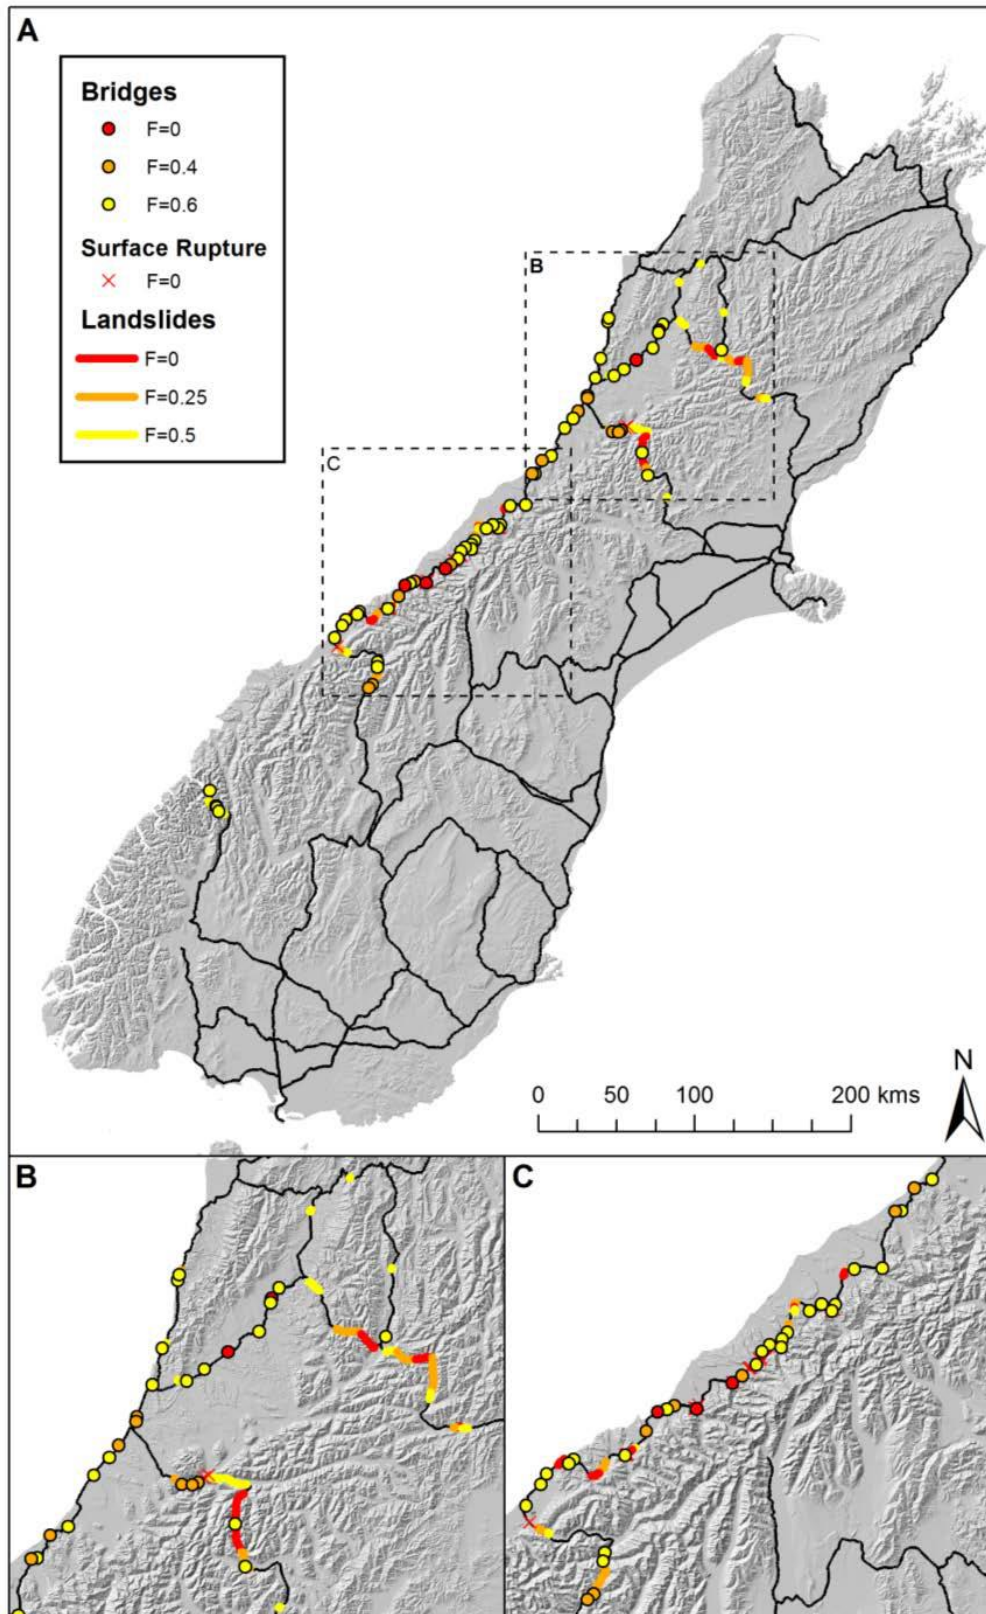 A
Bridges
F=0
F=0.4
F=0.6
Surface Rupture
F=0
Landslides
F=0
F=0.25
F=0.5
B
C
N
0 50 100 200 kms
B
C